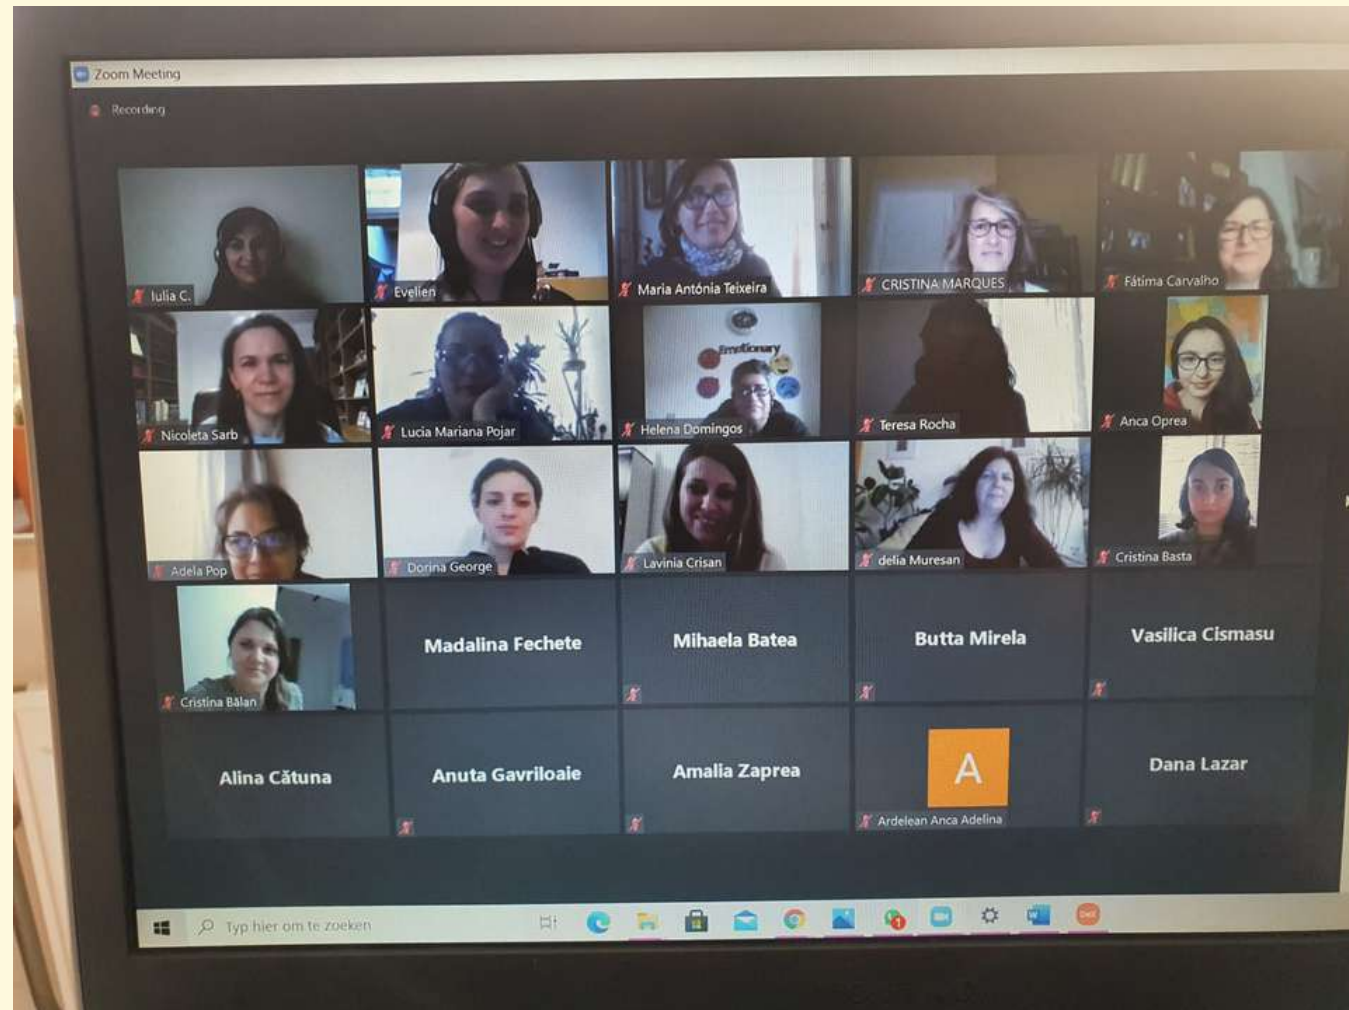 Zoom Meeting
Recording
Iulia C.
Evelien
Maria Antónia Teixeira
CRISTINA MARQUES
Fátima Carvalho
Nicoleta Sarb
Lucia Mariana Pojar
Emotionary
Helena Domingos
Teresa Rocha
Anca Oprea
Adela Pop
Dorina George
Lavinia Crisan
delia Muresan
Cristina Basta
Cristina Bălan
Madalina Fechete
Mihaela Batea
Butta Mirela
Vasilica Cismasu
Alina Cătuna
Anuta Gavriloaie
Amalia Zaprea
A
Ardelean Anca Adelina
Dana Lazar
Typ hier om te zoeken
1
W